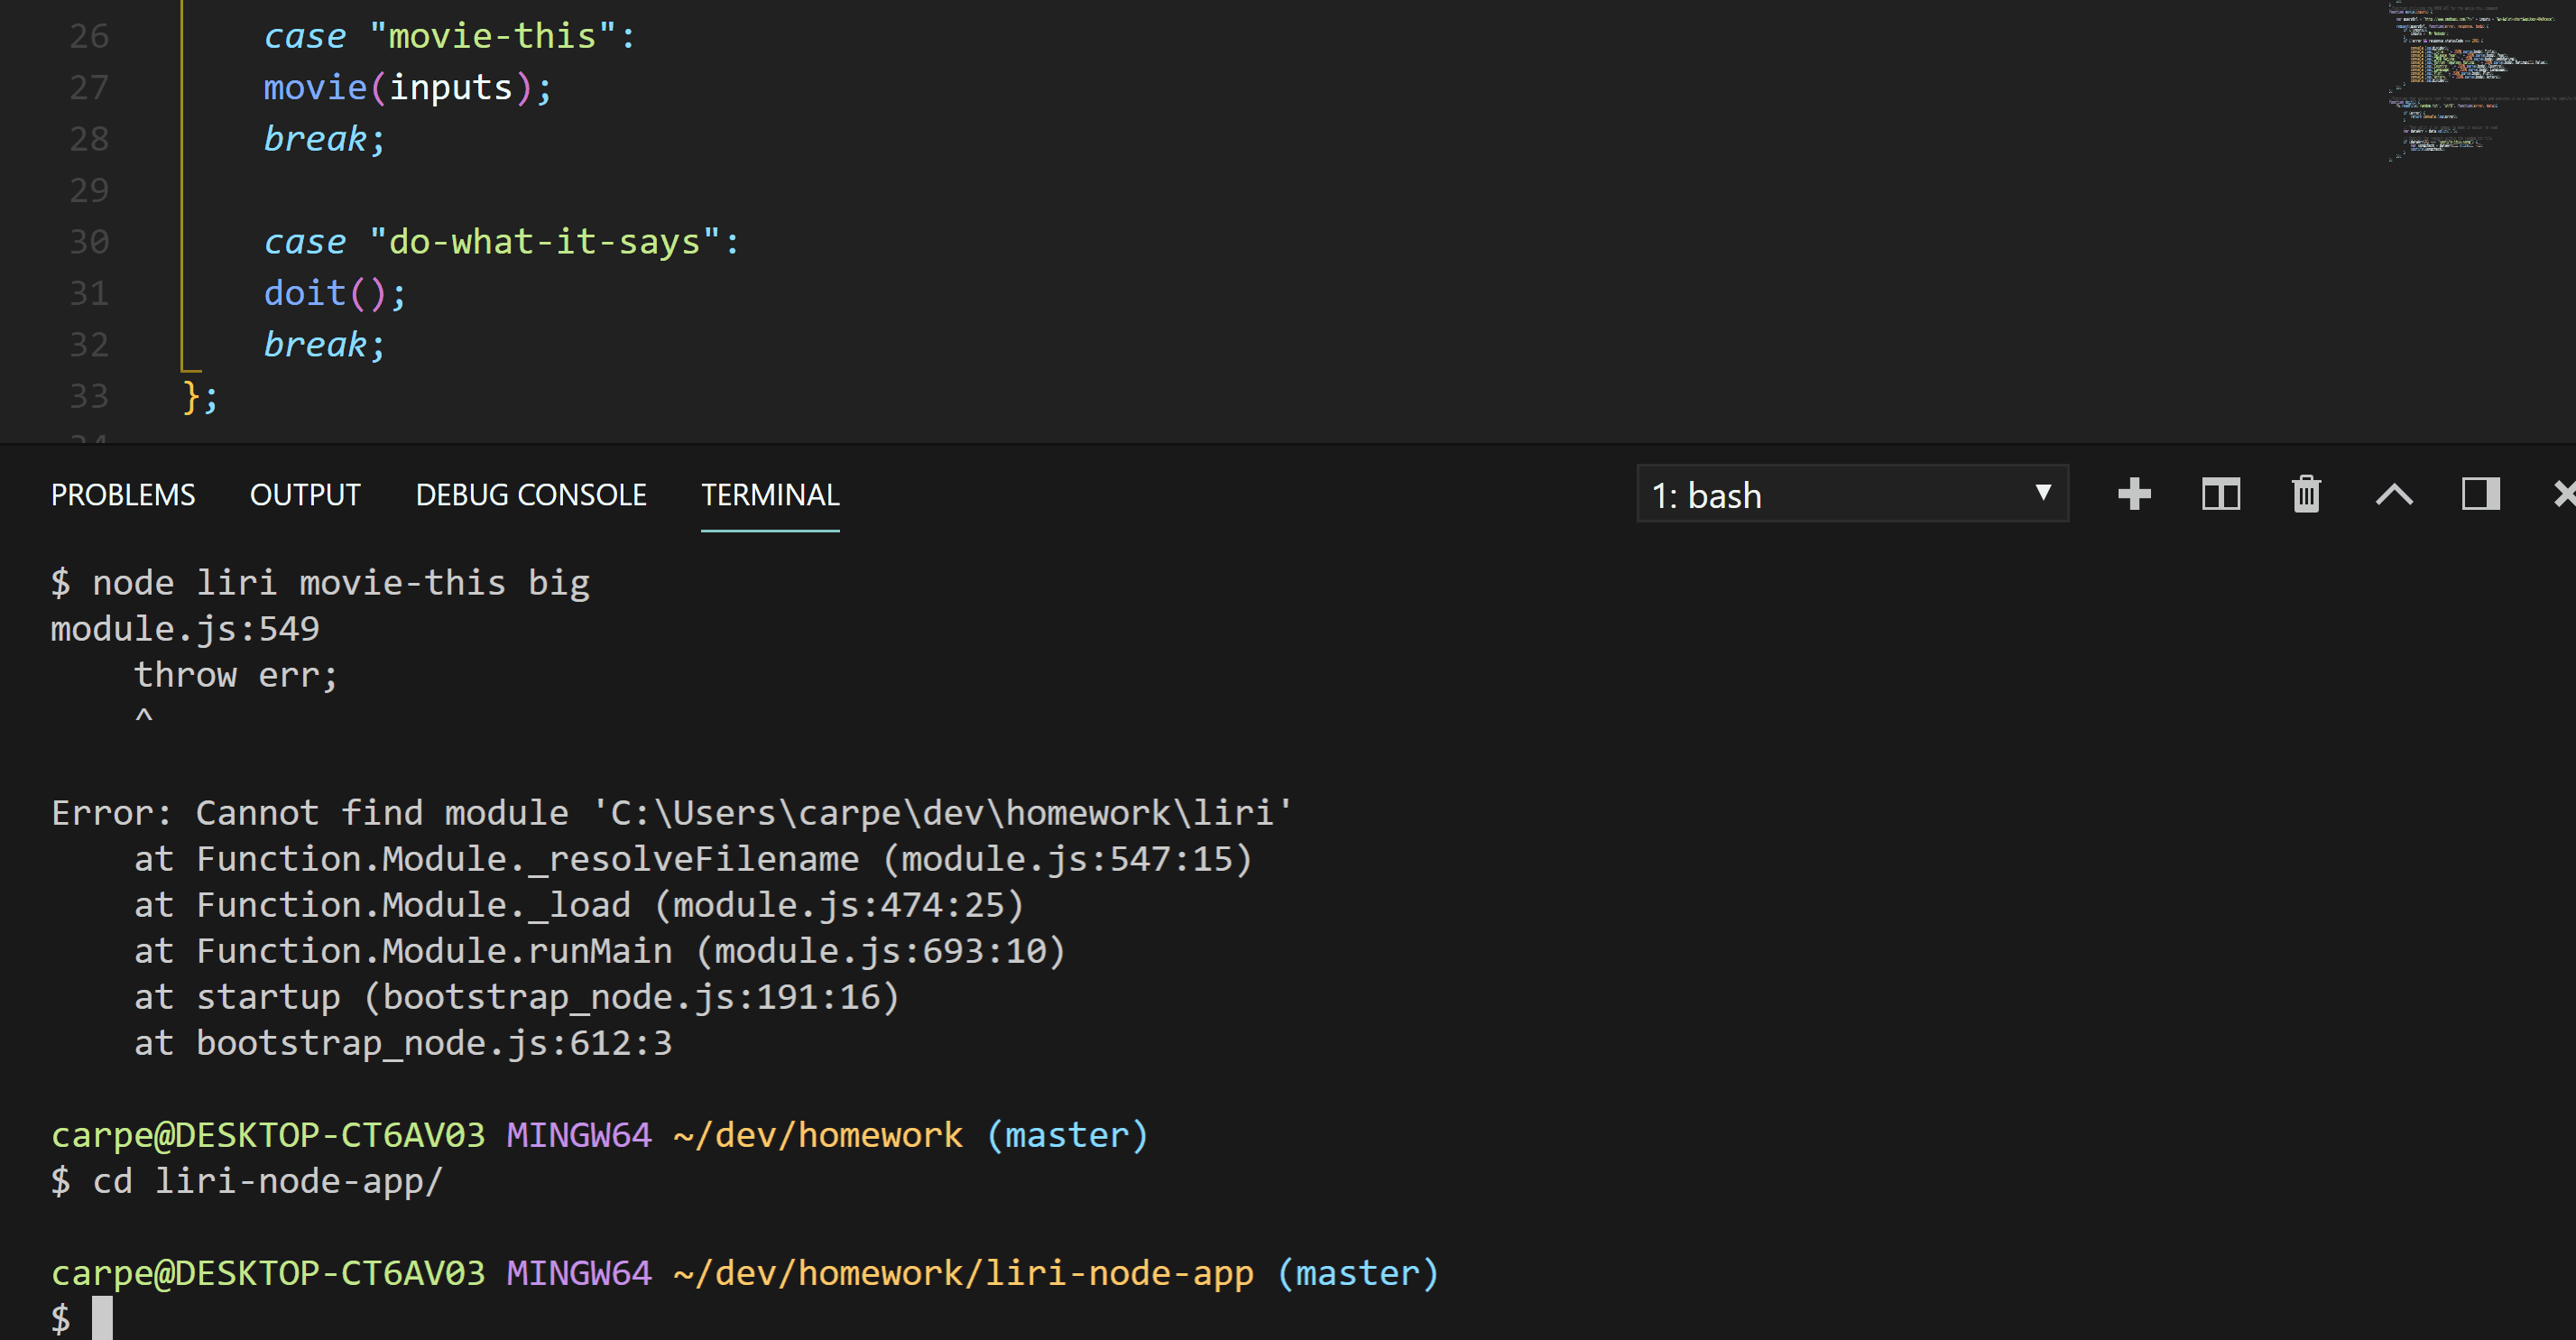 26 case "movie-this":
27 movie(inputs);
28 break;
29
30 case "do-what-it-says":
31 doit();
32 break;
33 };
34
PROBLEMS OUTPUT DEBUG CONSOLE TERMINAL 1: bash
$ node liri movie-this big
module.js:549
    throw err;
    ^
Error: Cannot find module 'C:\Users\carpe\dev\homework\liri'
    at Function.Module._resolveFilename (module.js:547:15)
    at Function.Module._load (module.js:474:25)
    at Function.Module.runMain (module.js:693:10)
    at startup (bootstrap_node.js:191:16)
    at bootstrap_node.js:612:3
carpe@DESKTOP-CT6AV03 MINGW64 ~/dev/homework (master)
$ cd liri-node-app/
carpe@DESKTOP-CT6AV03 MINGW64 ~/dev/homework/liri-node-app (master)
$